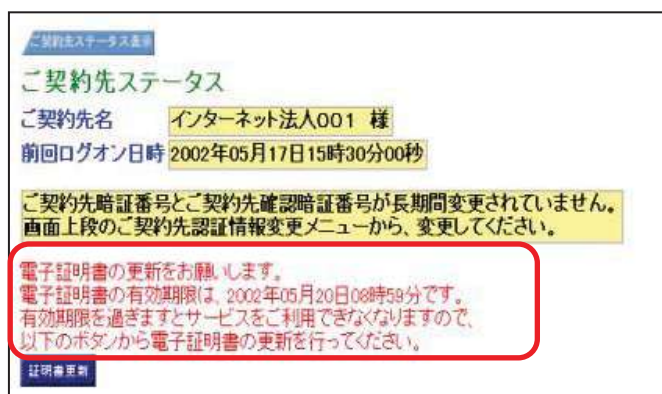 ご契約先ステータス表示
ご契約先ステータス
ご契約先名 インターネット法人001 様
前回ログオン日時 2002年05月17日15時30分00秒
ご契約先暗証番号とご契約先確認暗証番号が長期間変更されていません。
画面上段のご契約先認証情報変更メニューから、変更してください。
電子証明書の更新をお願いします。
電子証明書の有効期限は、2002年05月20日08時59分です。
有効期限を過ぎますとサービスをご利用できなくなりますので、
以下のボタンから電子証明書の更新を行ってください。
証明書更新